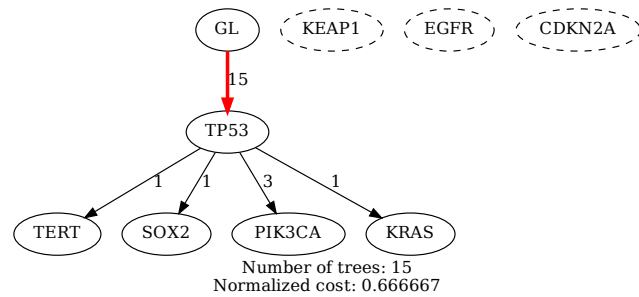 GL
KEAP1
EGFR
CDKN2A
15
TP53
1
1
3
1
TERT
SOX2
PIK3CA
KRAS
Number of trees: 15
Normalized cost: 0.666667